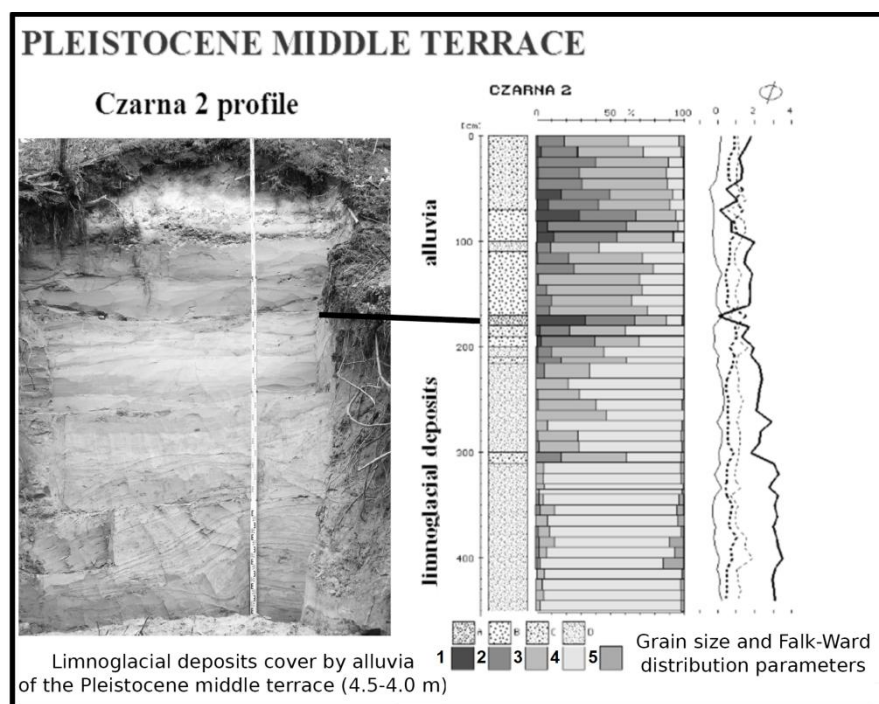 PLEISTOCENE MIDDLE TERRACE
Czarna 2 profile
CZARNA 2
0 50 % 100
0 2 4
[cm]
0
100
200
300
400
alluvia
limnoglacial deposits
A B C D
1 2 3 4 5
Limnoglacial deposits cover by alluvia
of the Pleistocene middle terrace (4.5-4.0 m)
Grain size and Falk-Ward
distribution parameters